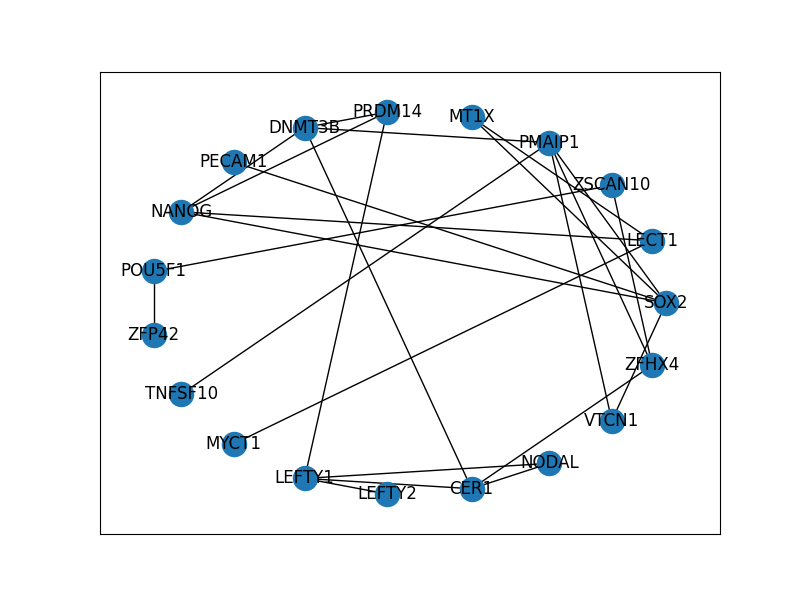 PRDM14
MT1X
DNMT3B
PMAIP1
PECAM1
ZSCAN10
NANOG
LECT1
POU5F1
SOX2
ZFP42
ZFHX4
TNFSF10
VTCN1
MYCT1
NODAL
LEFTY1
CER1
LEFTY2